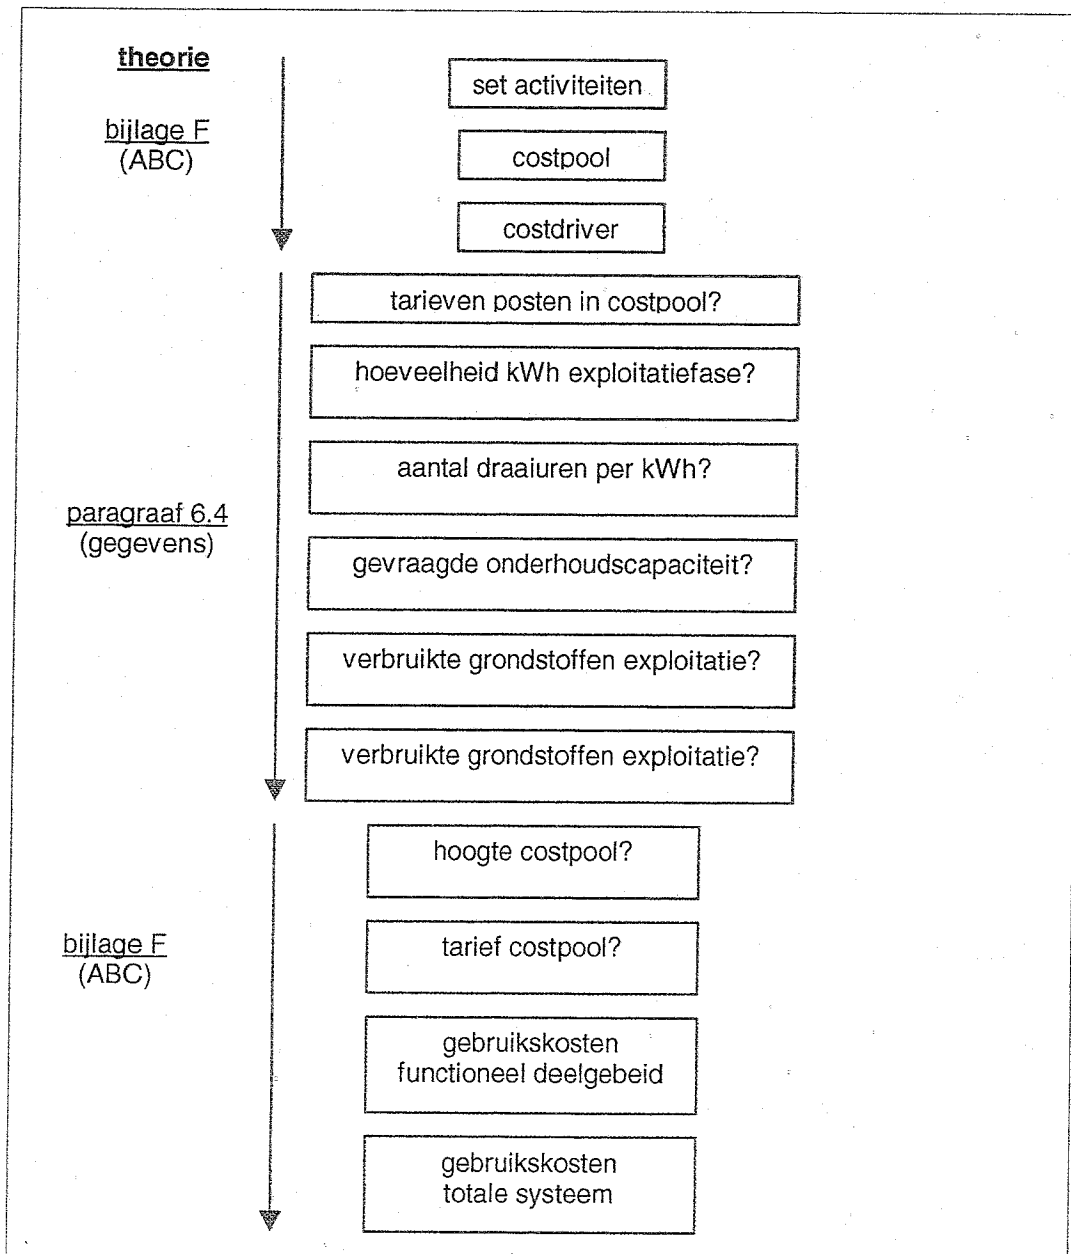 theorie
bijlage F
(ABC)
set activiteiten
costpool
costdriver
paragraaf 6.4
(gegevens)
tarieven posten in costpool?
hoeveelheid kWh exploitatiefase?
aantal draaiuren per kWh?
gevraagde onderhoudscapaciteit?
verbruikte grondstoffen exploitatie?
verbruikte grondstoffen exploitatie?
bijlage F
(ABC)
hoogte costpool?
tarief costpool?
gebruikskosten
functioneel deelgebeid
gebruikskosten
totale systeem